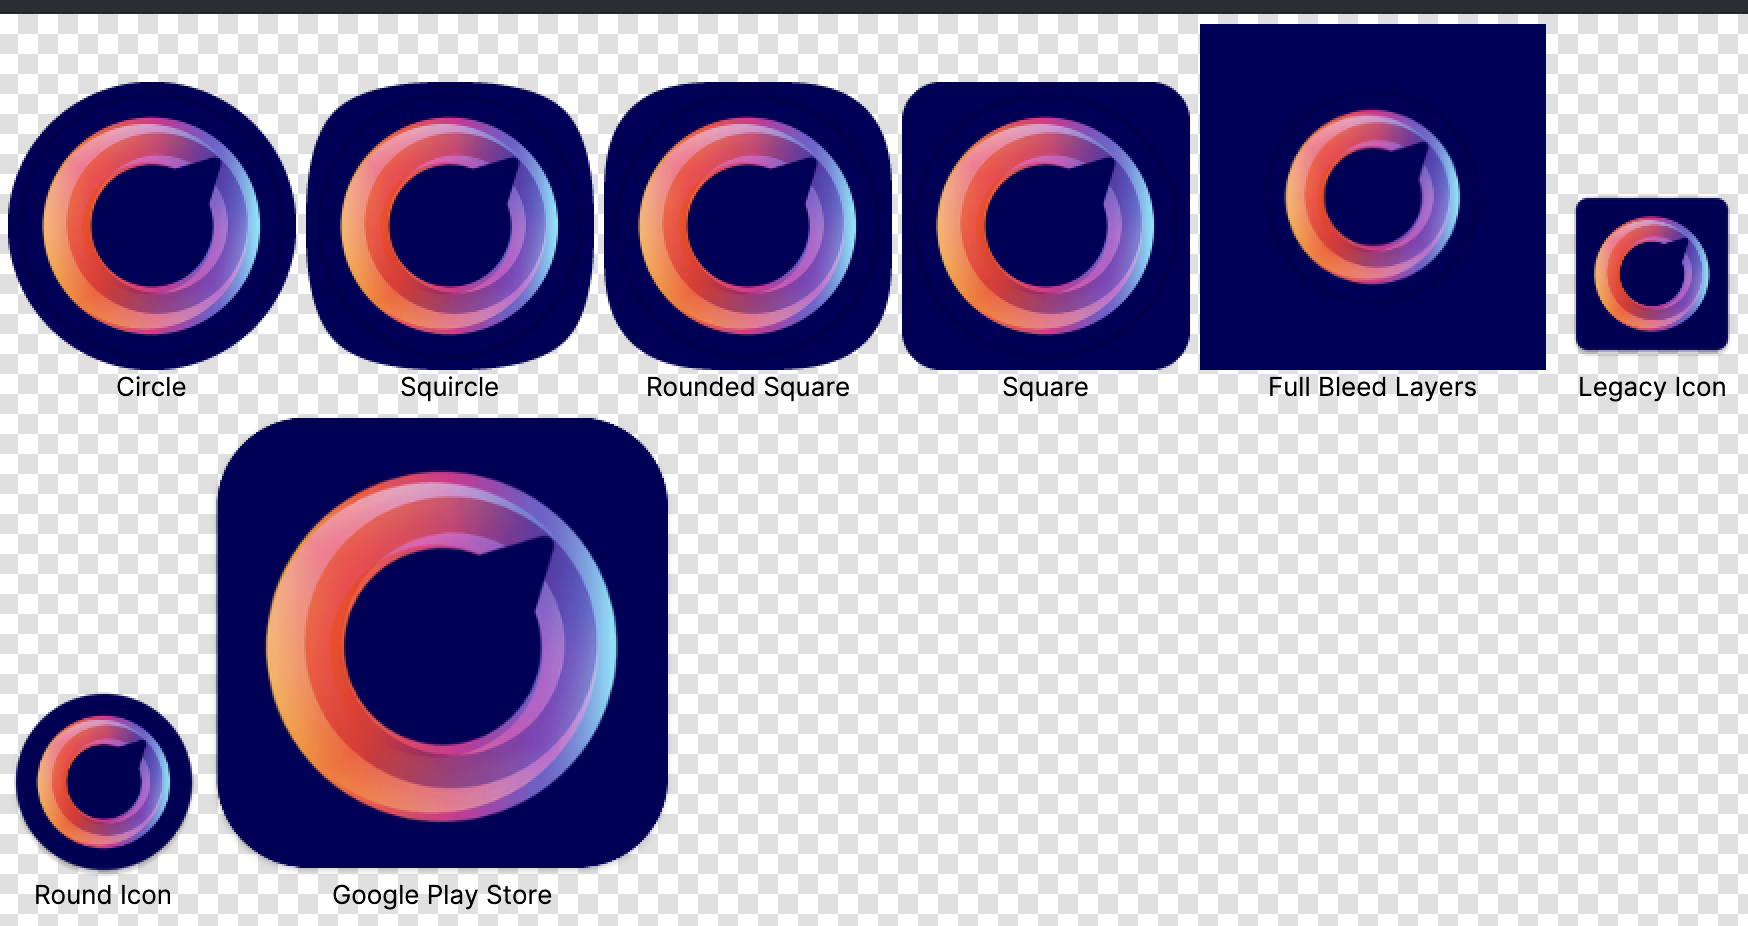 Circle
Squircle
Rounded Square
Square
Full Bleed Layers
Legacy Icon
Round Icon
Google Play Store